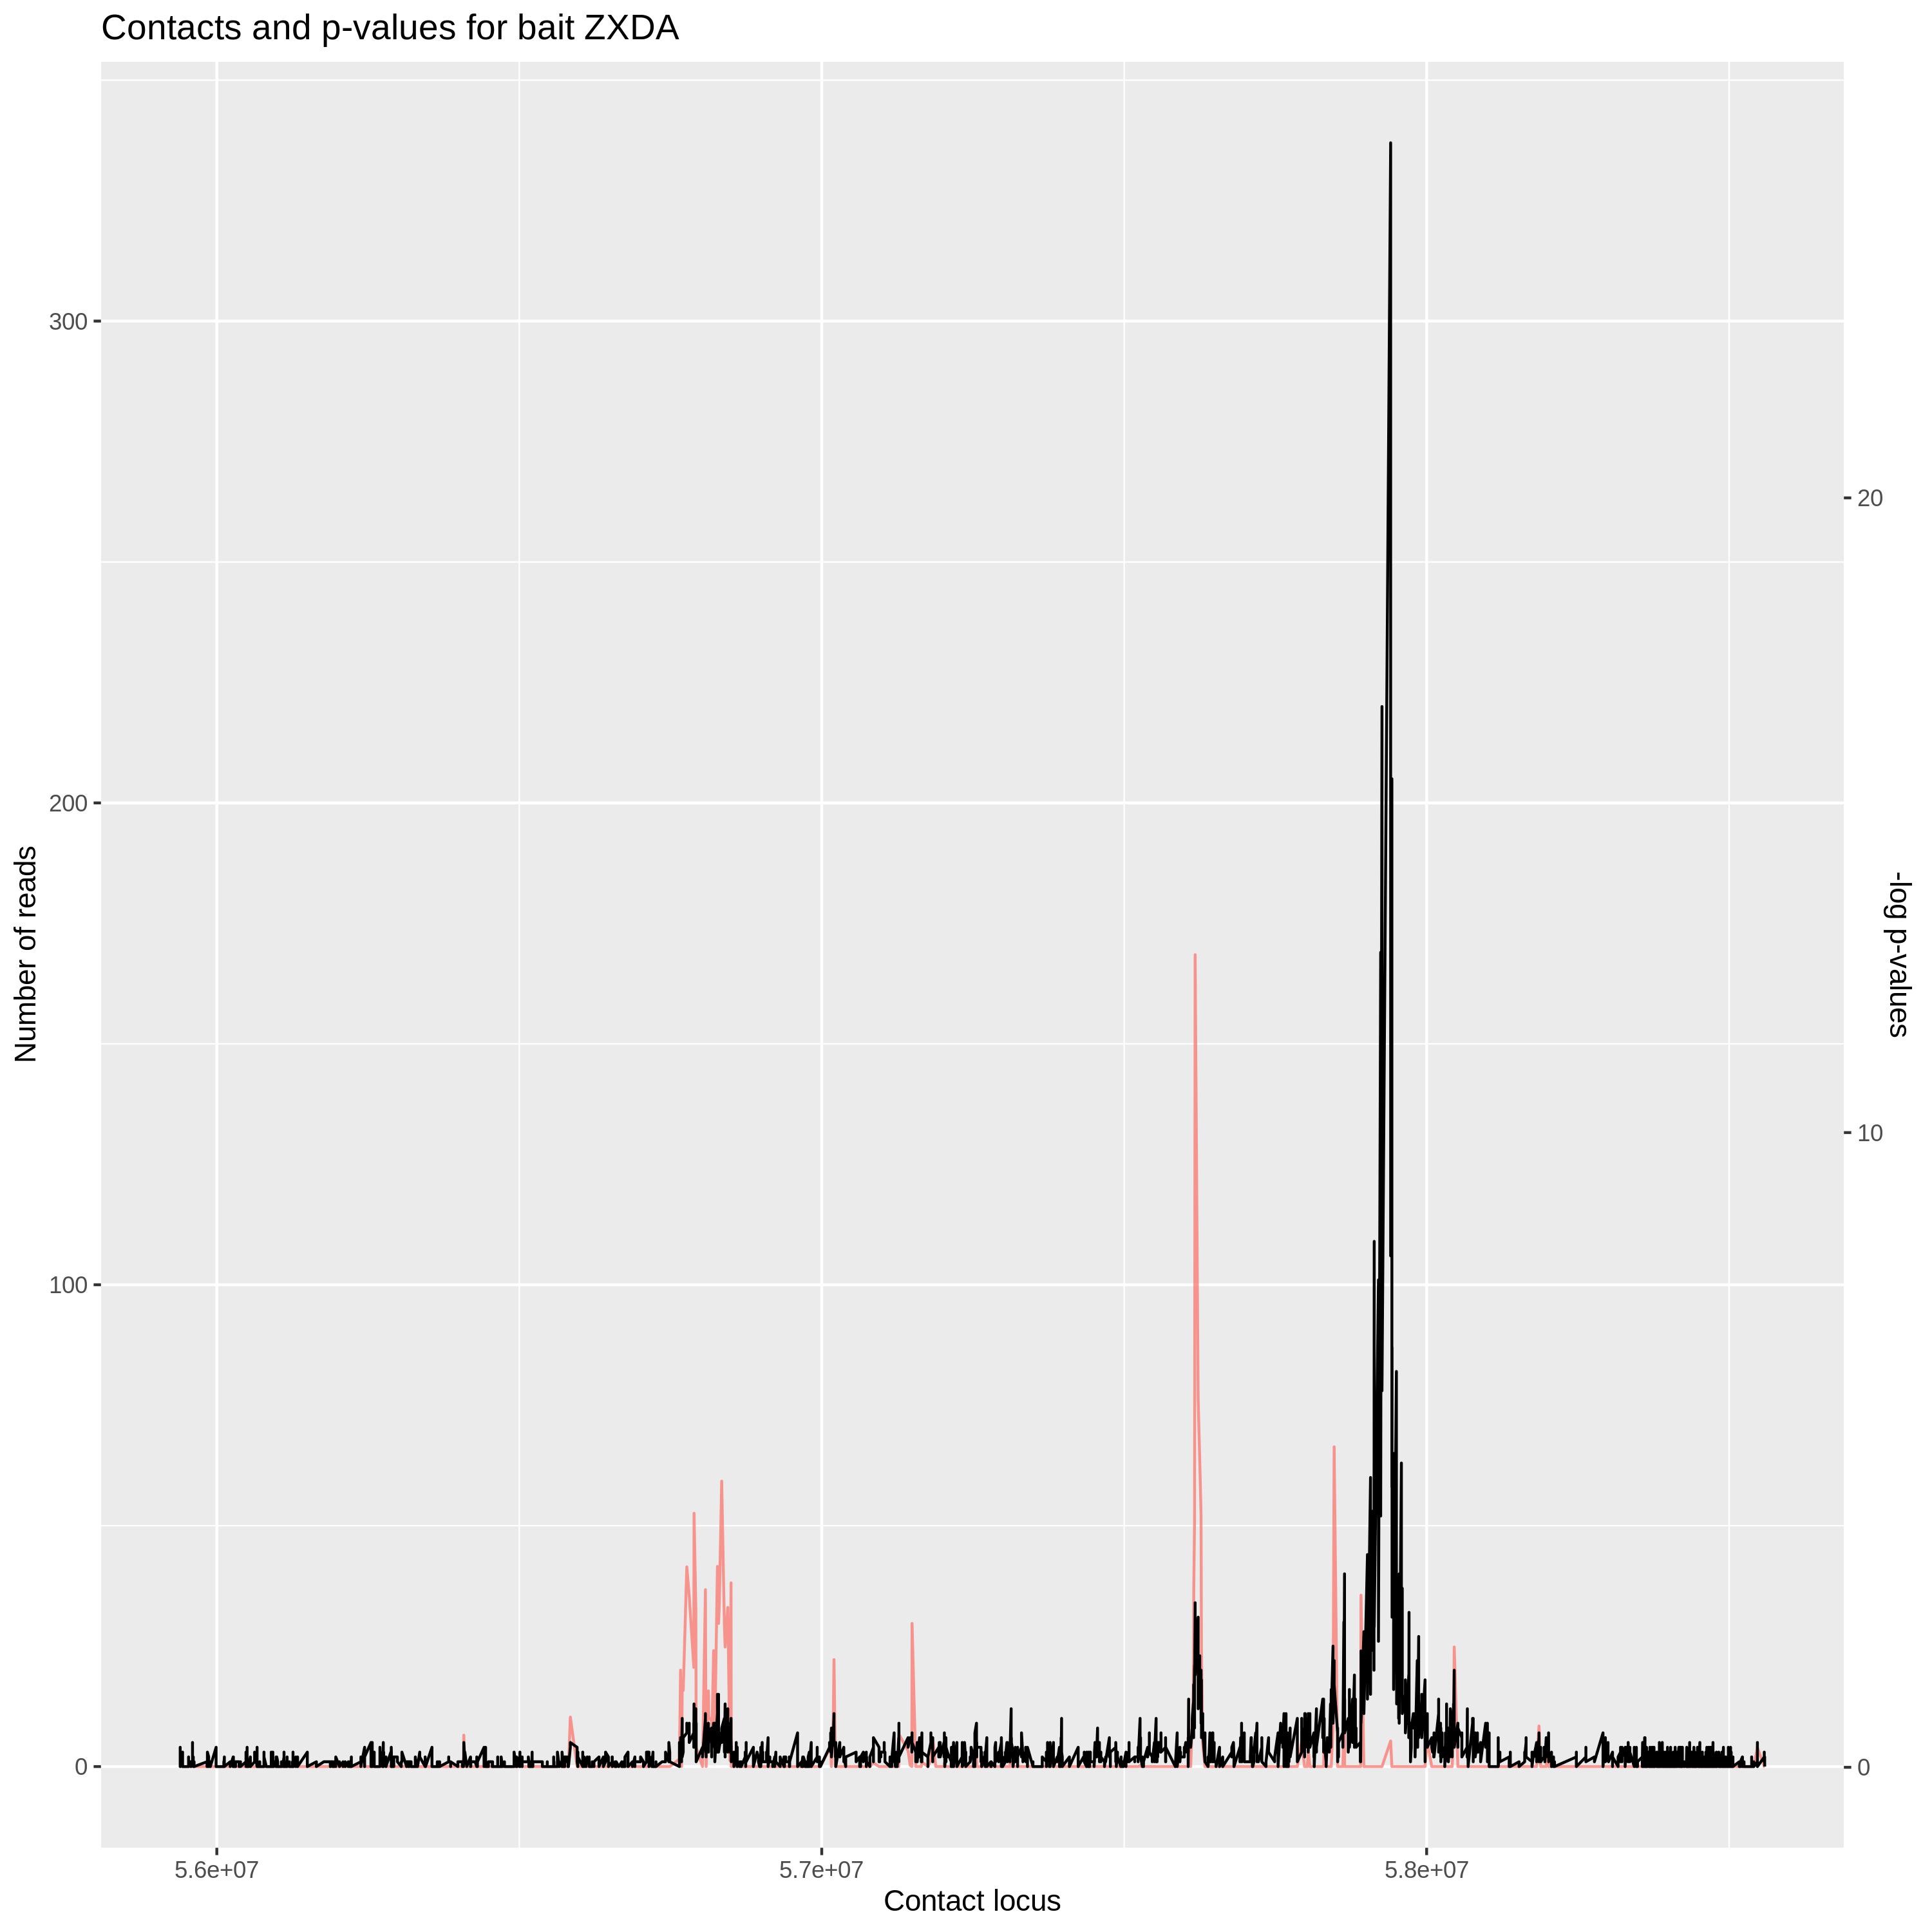 Contacts and p-values for bait ZXDA
300
200
100
0
Number of reads
20
10
0
-log p-values
5.6e+07
5.7e+07
5.8e+07
Contact locus